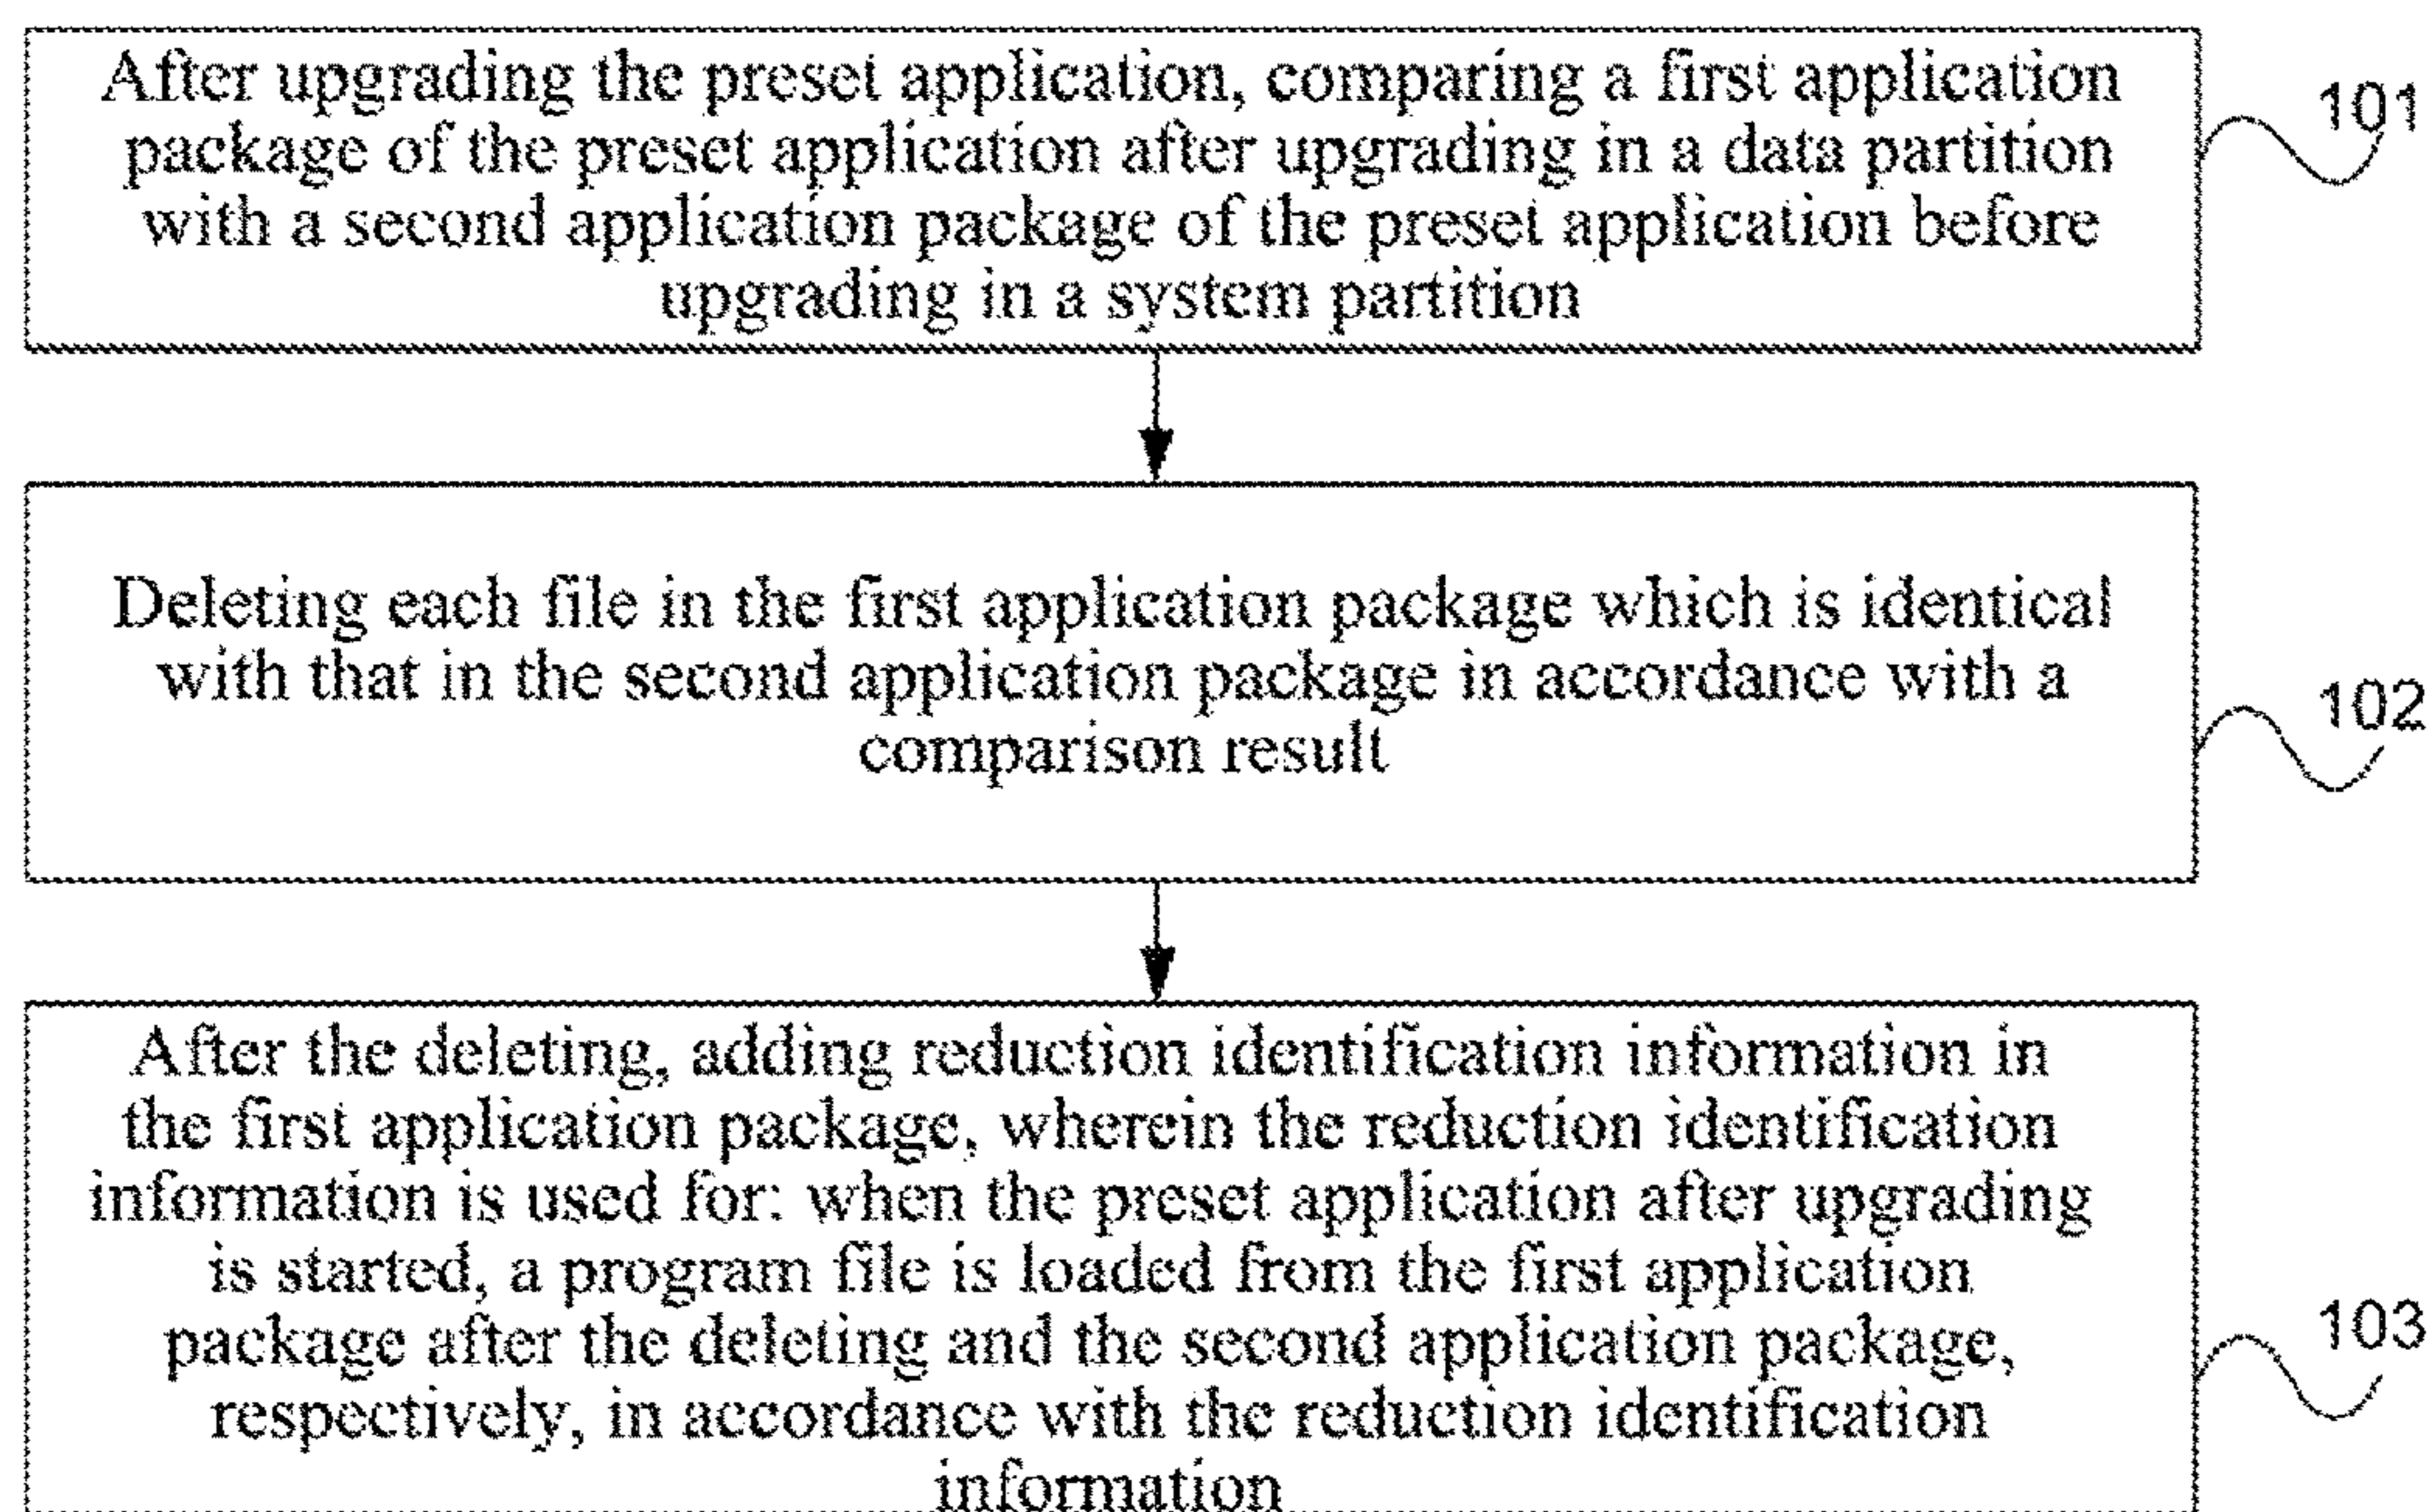 After upgrading the preset application, comparing a first application
package of the preset application after upgrading in a data partition
with a second application package of the preset application before
upgrading in a system partition
101
Deleting each file in the first application package which is identical
with that in the second application package in accordance with a
comparison result
102
After the deleting, adding reduction identification information in
the first application package, wherein the reduction identification
information is used for: when the preset application after upgrading
is started, a program file is loaded from the first application
package after the deleting and the second application package,
respectively, in accordance with the reduction identification
information
103